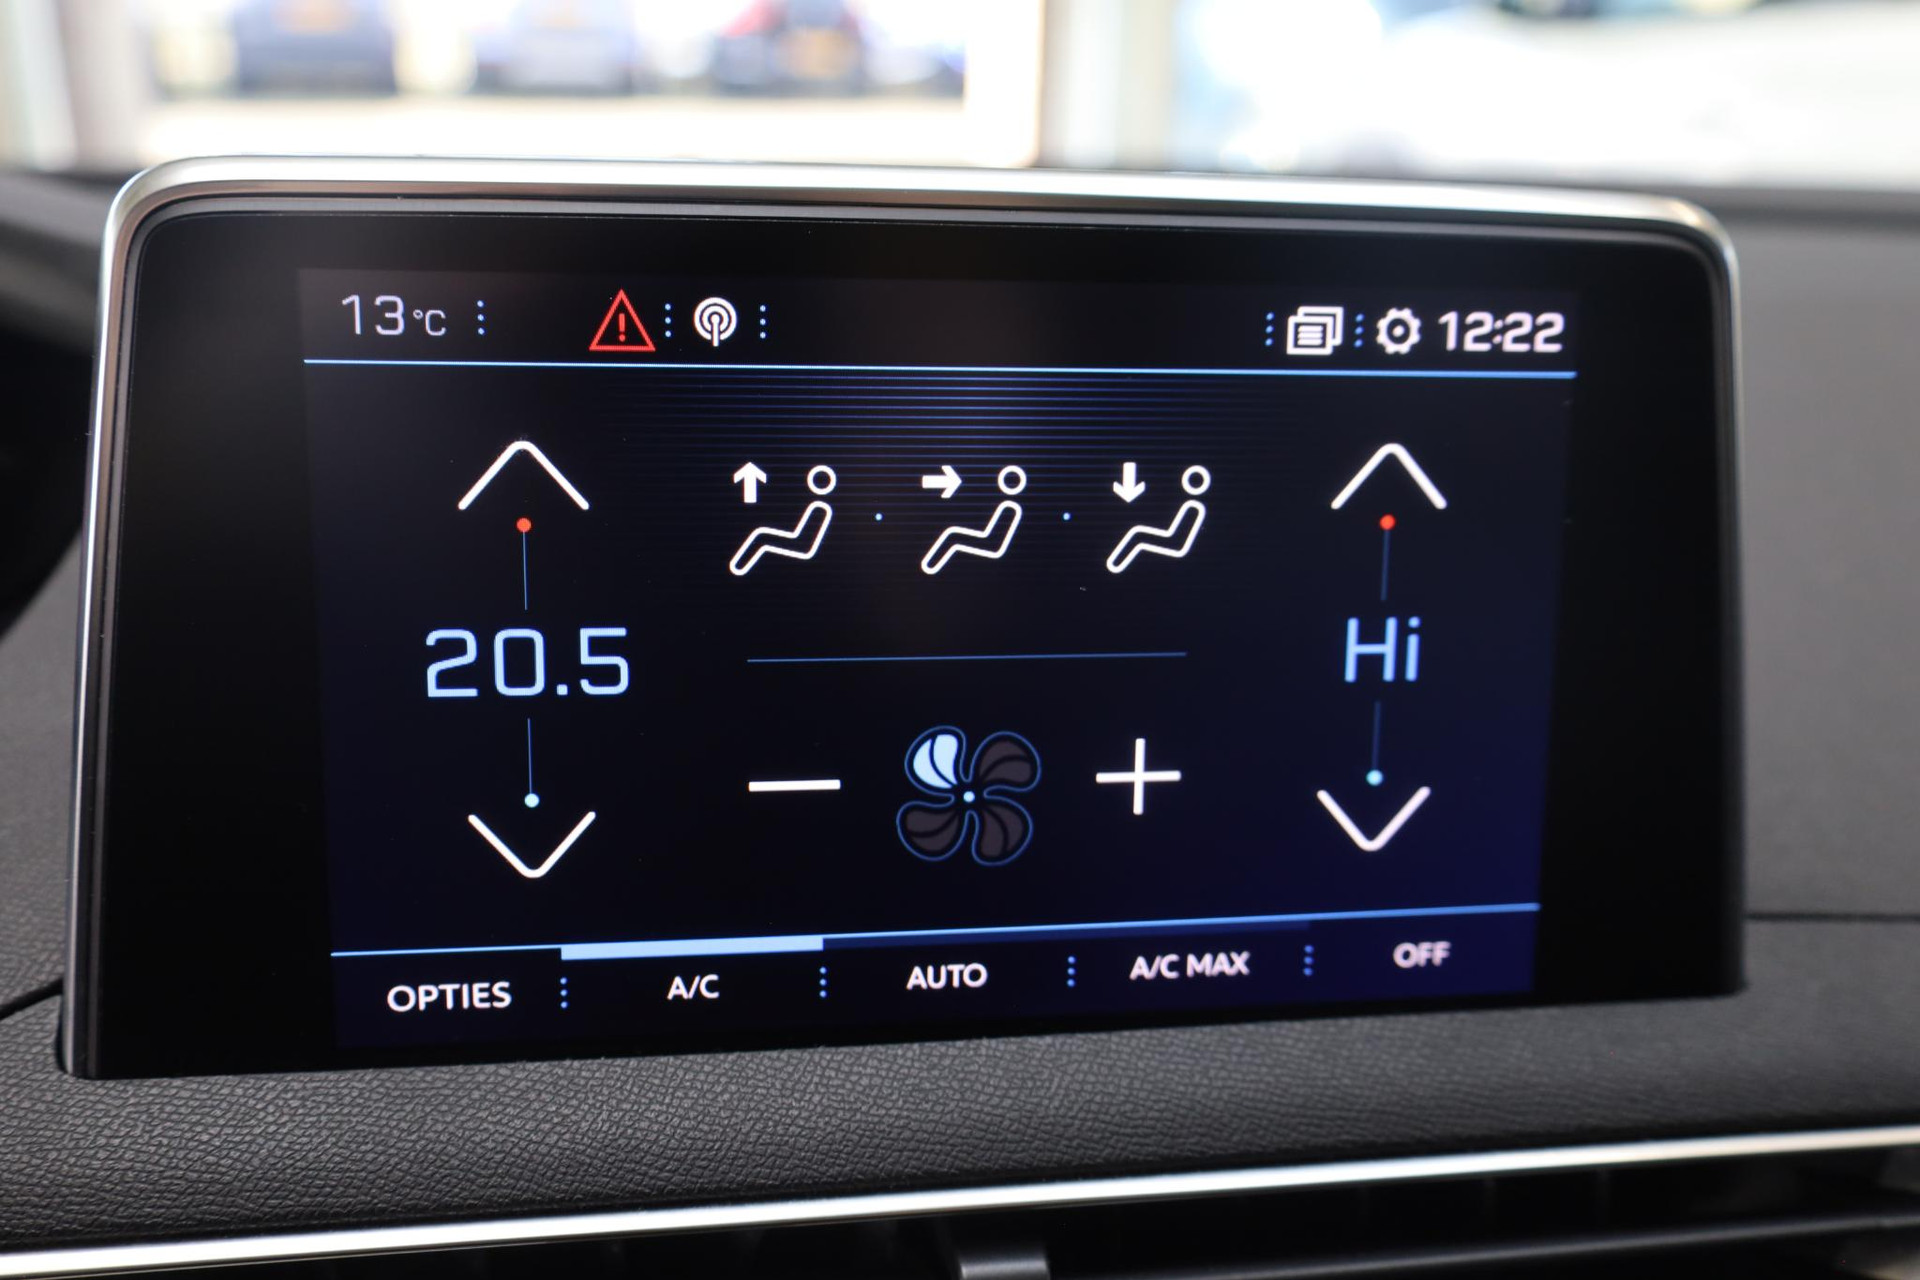 13°C 12:22
20.5 Hi
OPTIES A/C AUTO A/C MAX OFF